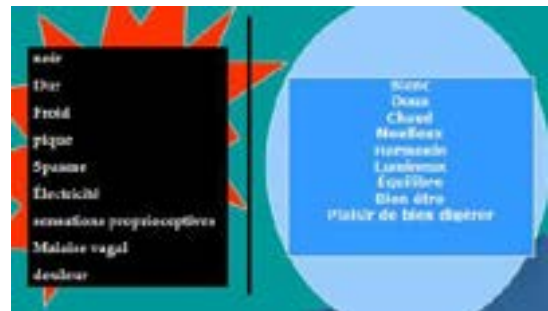 noir
Dur
Froid
pique
Spasme
Électricité
sensations proprioceptives
Malaise vagal
douleur
Blanc
Doux
Chaud
Moelleux
Harmonie
Lumineux
Équilibre
Bien être
Plaisir de bien digérer